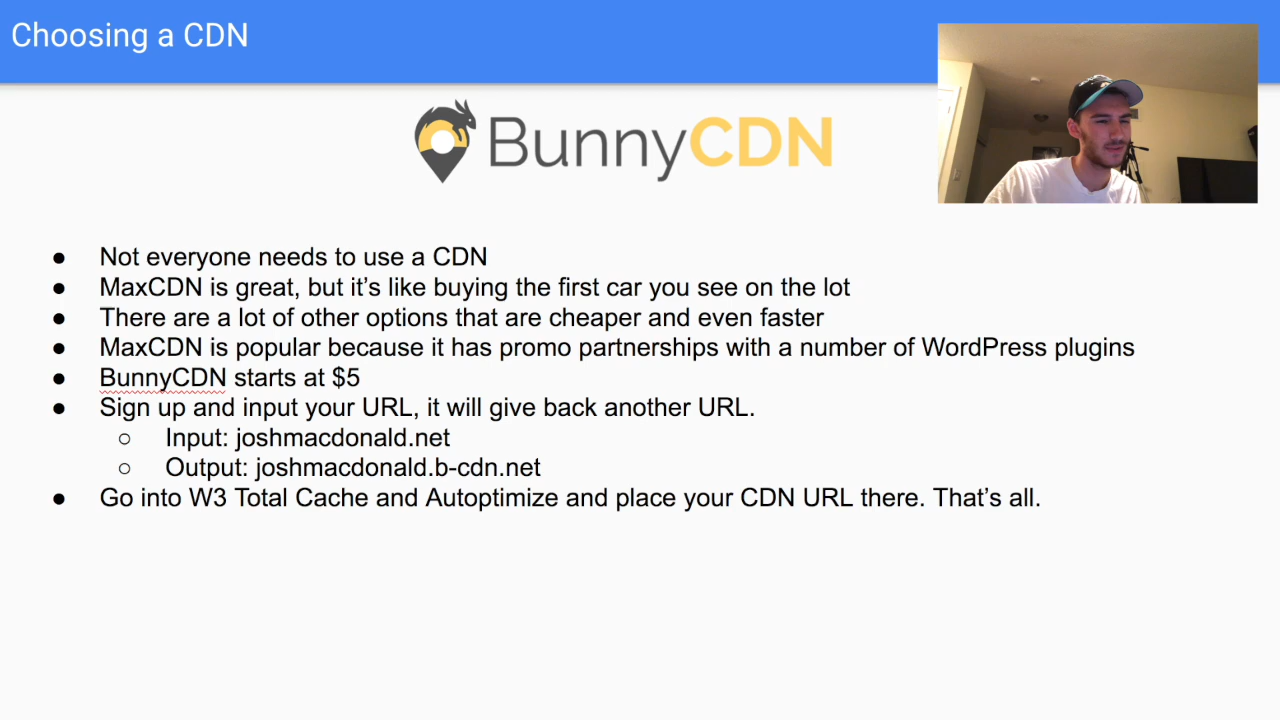 Choosing a CDN
BunnyCDN
● Not everyone needs to use a CDN
● MaxCDN is great, but it’s like buying the first car you see on the lot
● There are a lot of other options that are cheaper and even faster
● MaxCDN is popular because it has promo partnerships with a number of WordPress plugins
● BunnyCDN starts at $5
● Sign up and input your URL, it will give back another URL.
○ Input: joshmacdonald.net
○ Output: joshmacdonald.b-cdn.net
● Go into W3 Total Cache and Autoptimize and place your CDN URL there. That’s all.